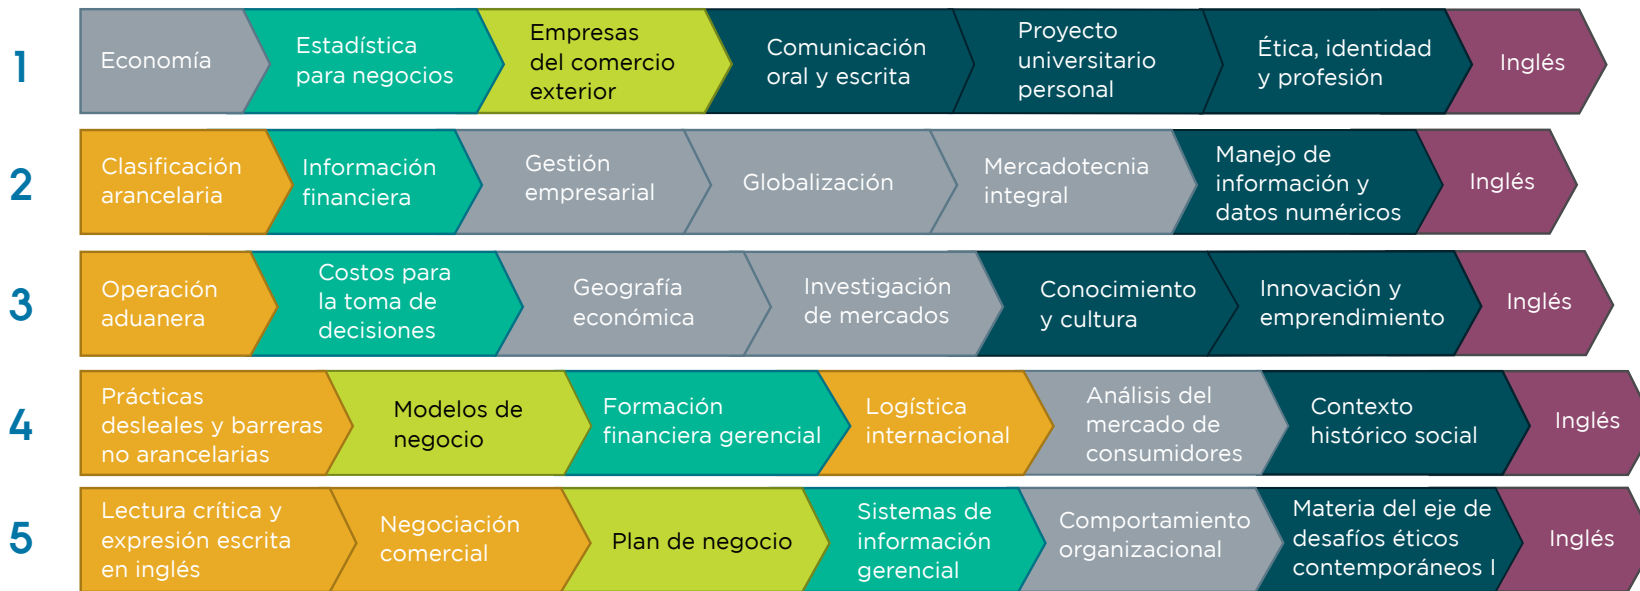 1
Economía
Estadística
para negocios
Empresas
del comercio
exterior
Comunicación
oral y escrita
Proyecto
universitario
personal
Ética, identidad
y profesión
Inglés
2
Clasificación
arancelaria
Información
financiera
Gestión
empresarial
Globalización
Mercadotecnia
integral
Manejo de
información y
datos numéricos
Inglés
3
Operación
aduanera
Costos para
la toma de
decisiones
Geografía
económica
Investigación
de mercados
Conocimiento
y cultura
Innovación y
emprendimiento
Inglés
4
Prácticas
desleales y barreras
no arancelarias
Modelos de
negocio
Formación
financiera gerencial
Logística
internacional
Análisis del
mercado de
consumidores
Contexto
histórico social
Inglés
5
Lectura crítica y
expresión escrita
en inglés
Negociación
comercial
Plan de negocio
Sistemas de
información
gerencial
Comportamiento
organizacional
Materia del eje de
desafíos éticos
contemporáneos I
Inglés